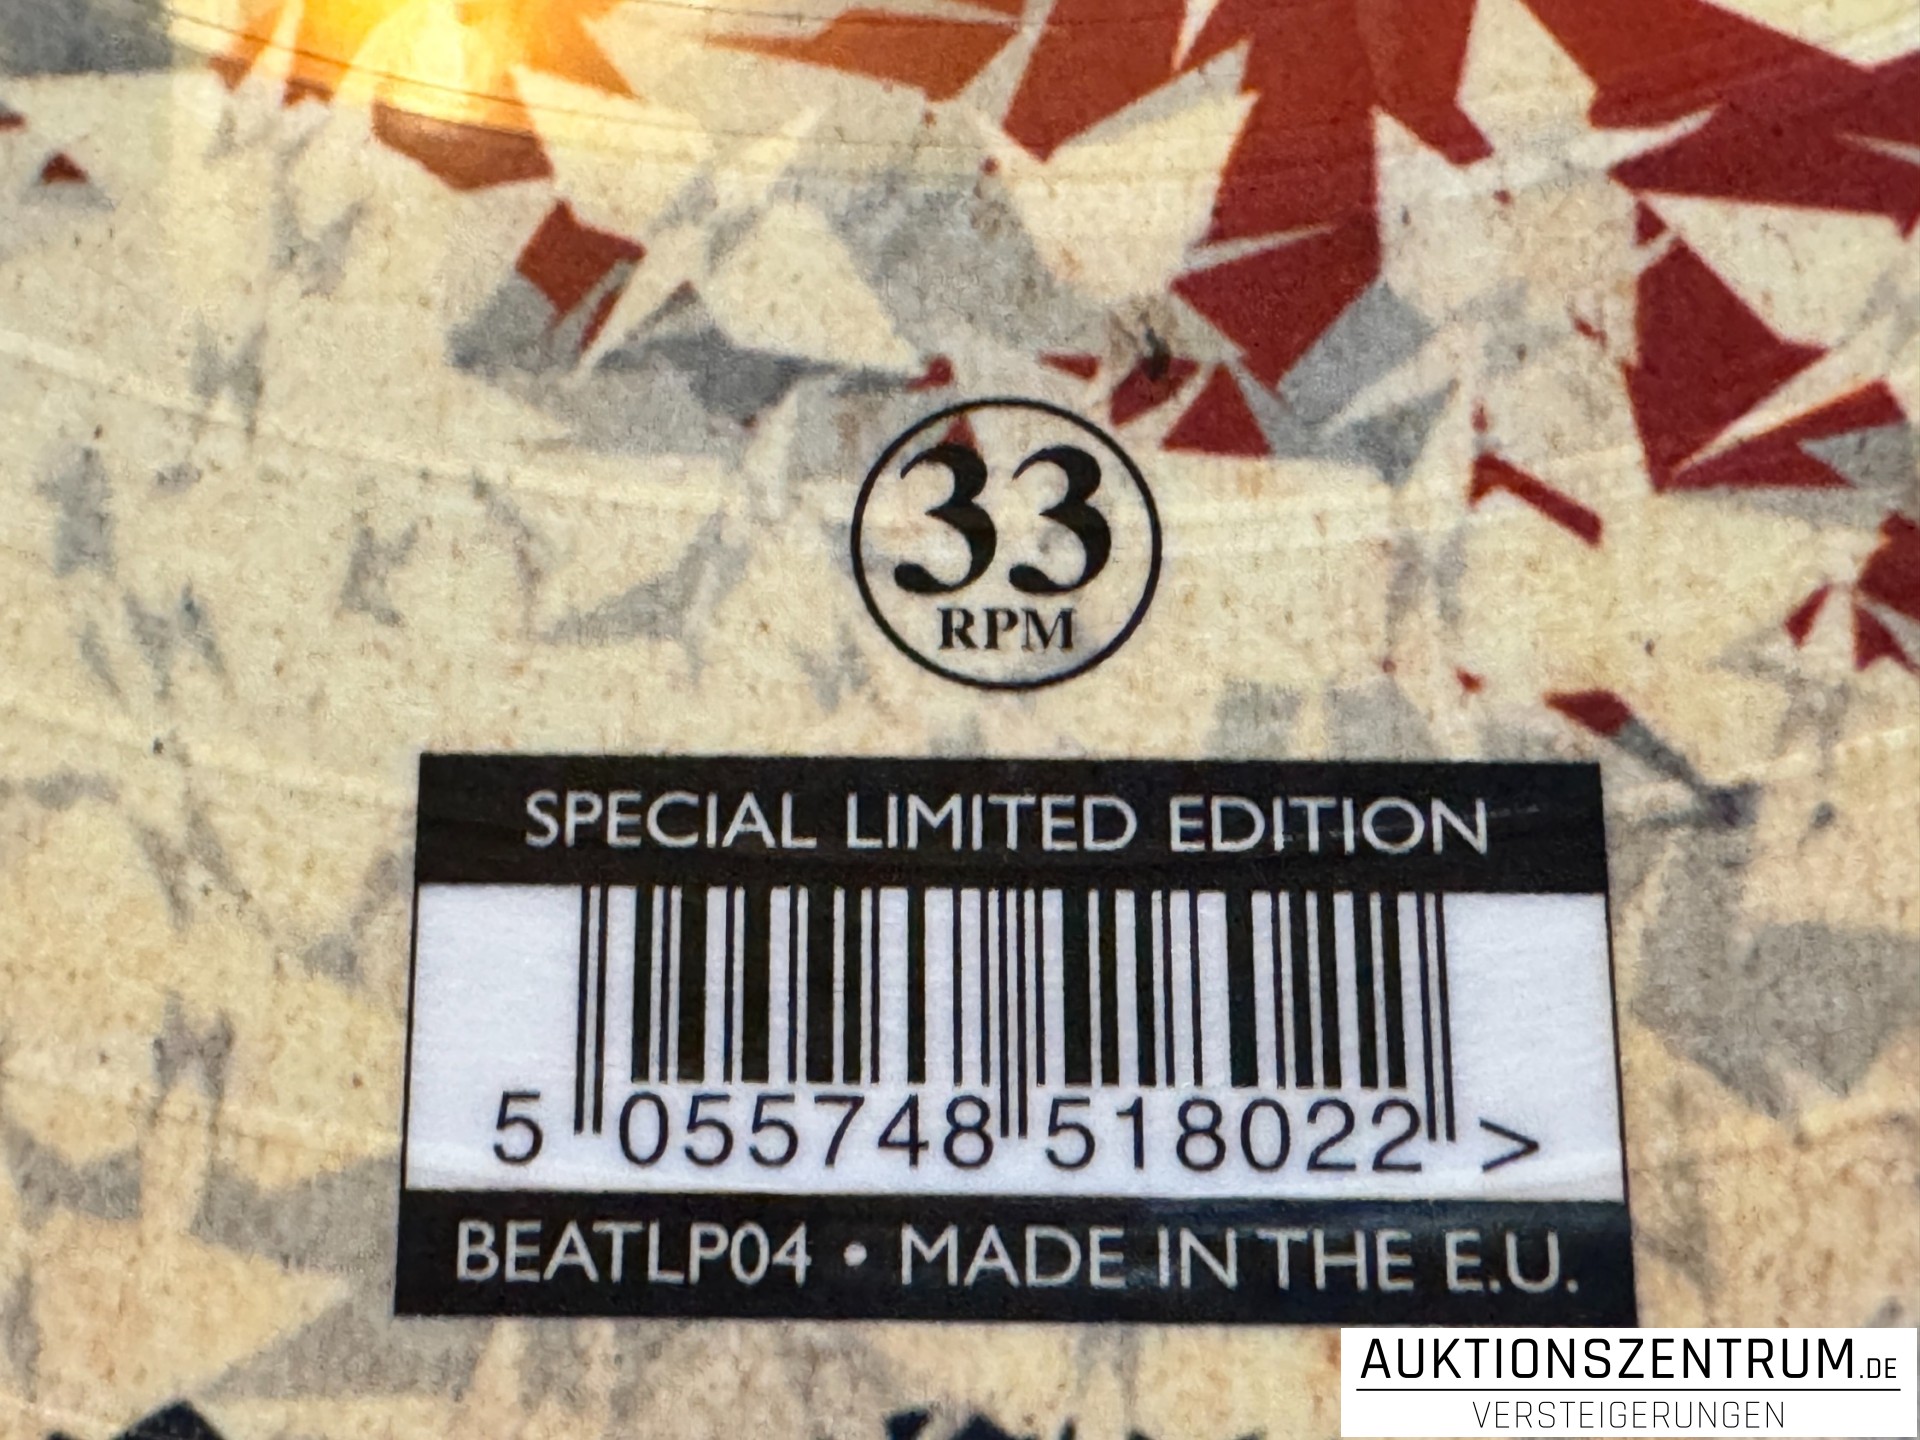 33
RPM
SPECIAL LIMITED EDITION
5 055748 518022 >
BEATLP04 • MADE IN THE E.U.
AUKTIONSZENTRUM.DE
VERSTEIGERUNGEN